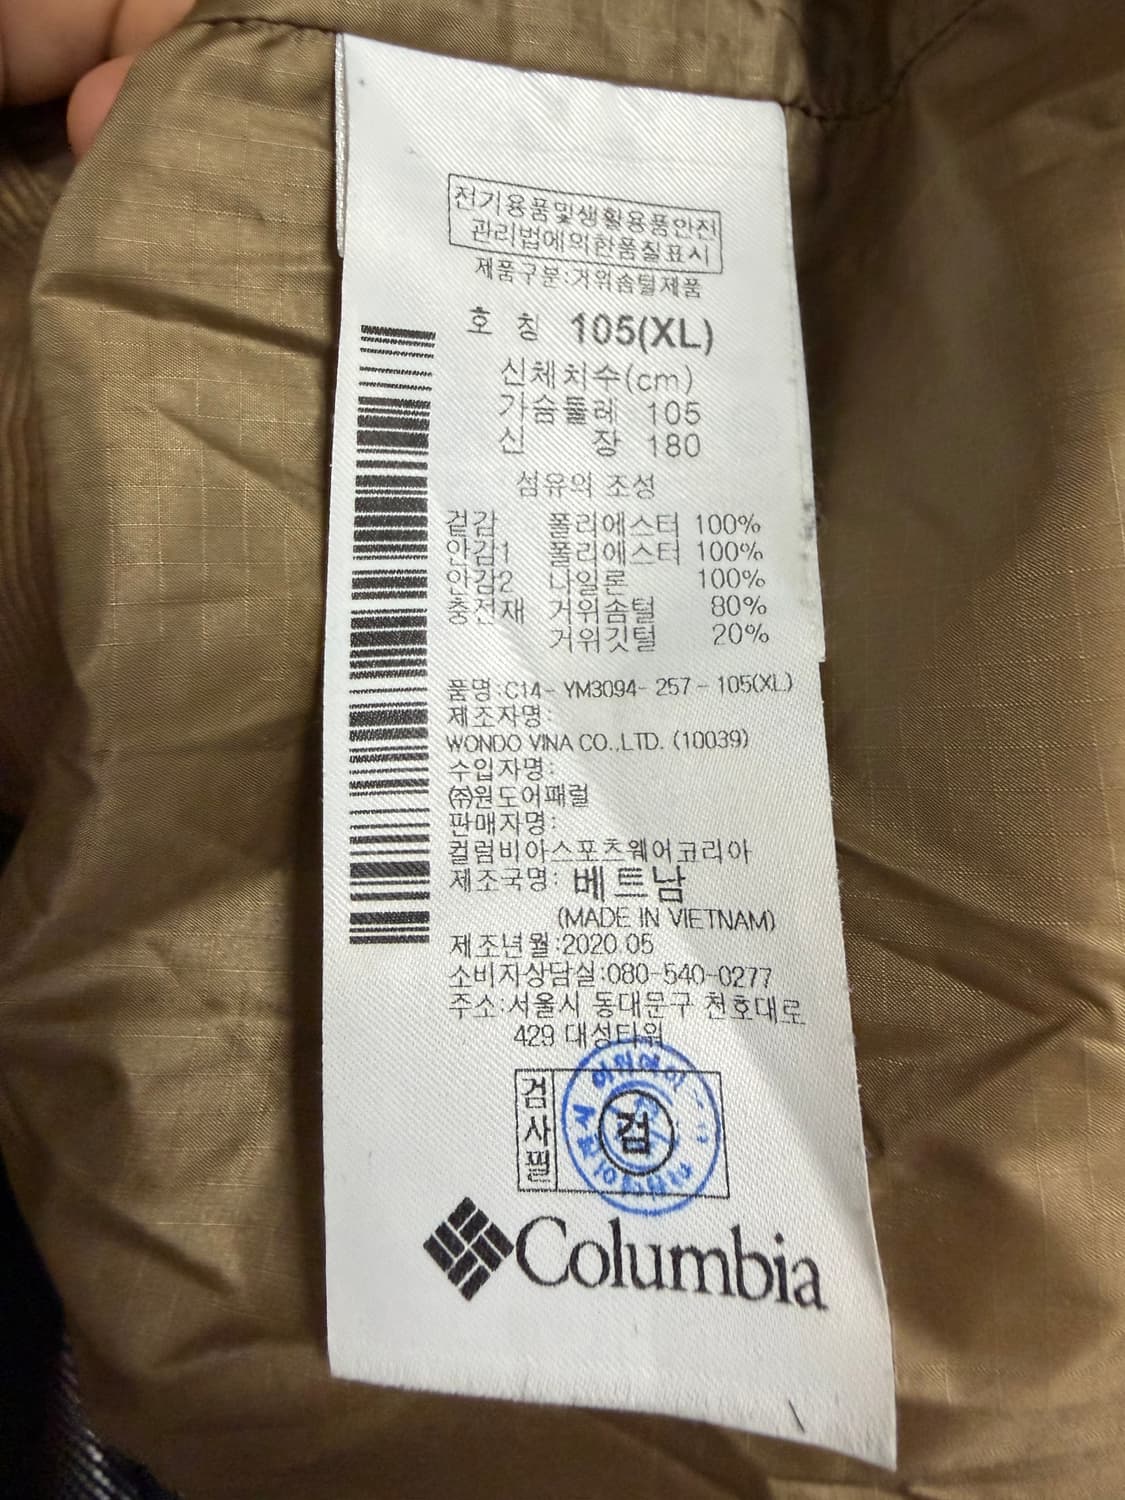 전기용품및생활용품안전
관리법에의한품질표시
제품구분:거위솜털제품
호 칭 105(XL)
신체치수(cm)
가슴둘레 105
신 장 180
섬유의 조성
겉감 폴리에스터 100%
안감1 폴리에스터 100%
안감2 나일론 100%
충전재 거위솜털 80%
거위깃털 20%
품명:C14-YM3094-257-105(XL)
제조자명:
WONDO VINA CO.,LTD. (10039)
수입자명:
㈜원도어패럴
판매자명:
컬럼비아스포츠웨어코리아
제조국명: 베트남
(MADE IN VIETNAM)
제조년월:2020.05
소비자상담실:080-540-0277
주소:서울시 동대문구 천호대로
429 대성타워
검사필
검
Columbia